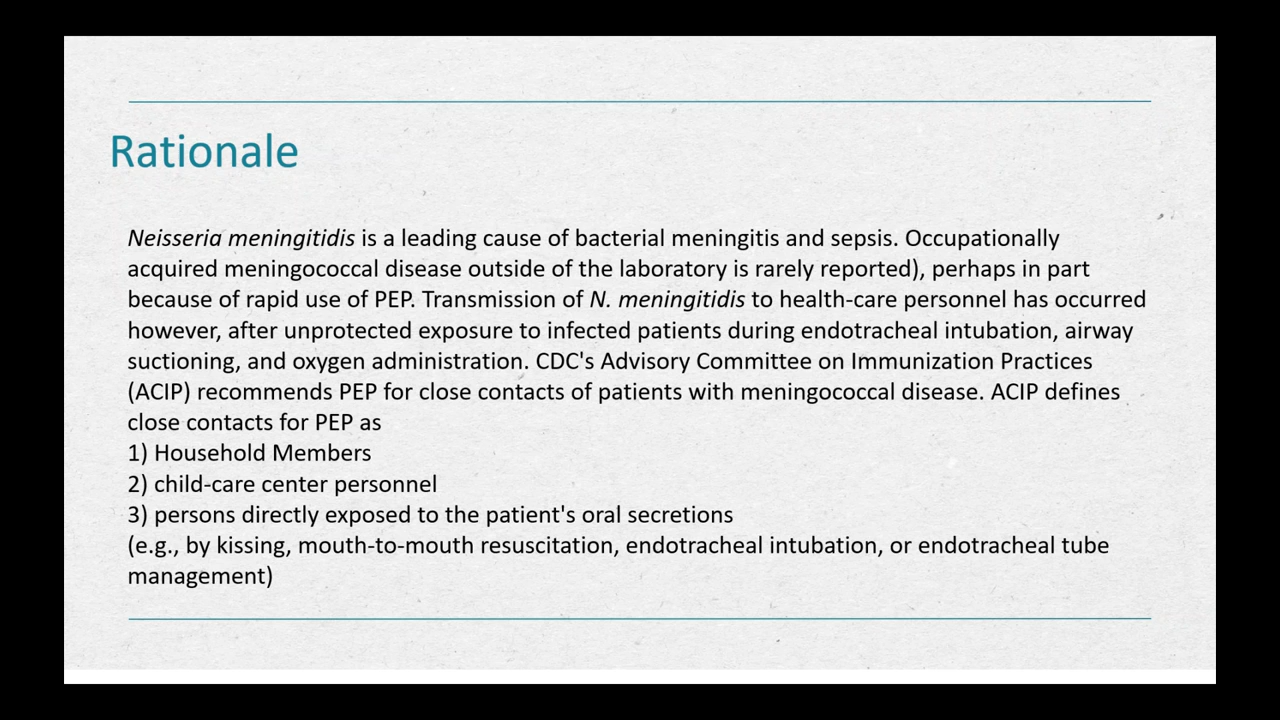 Rationale
Neisseria meningitidis is a leading cause of bacterial meningitis and sepsis. Occupationally
acquired meningococcal disease outside of the laboratory is rarely reported), perhaps in part
because of rapid use of PEP. Transmission of N. meningitidis to health-care personnel has occurred
however, after unprotected exposure to infected patients during endotracheal intubation, airway
suctioning, and oxygen administration. CDC's Advisory Committee on Immunization Practices
(ACIP) recommends PEP for close contacts of patients with meningococcal disease. ACIP defines
close contacts for PEP as
1) Household Members
2) child-care center personnel
3) persons directly exposed to the patient's oral secretions
(e.g., by kissing, mouth-to-mouth resuscitation, endotracheal intubation, or endotracheal tube
management)